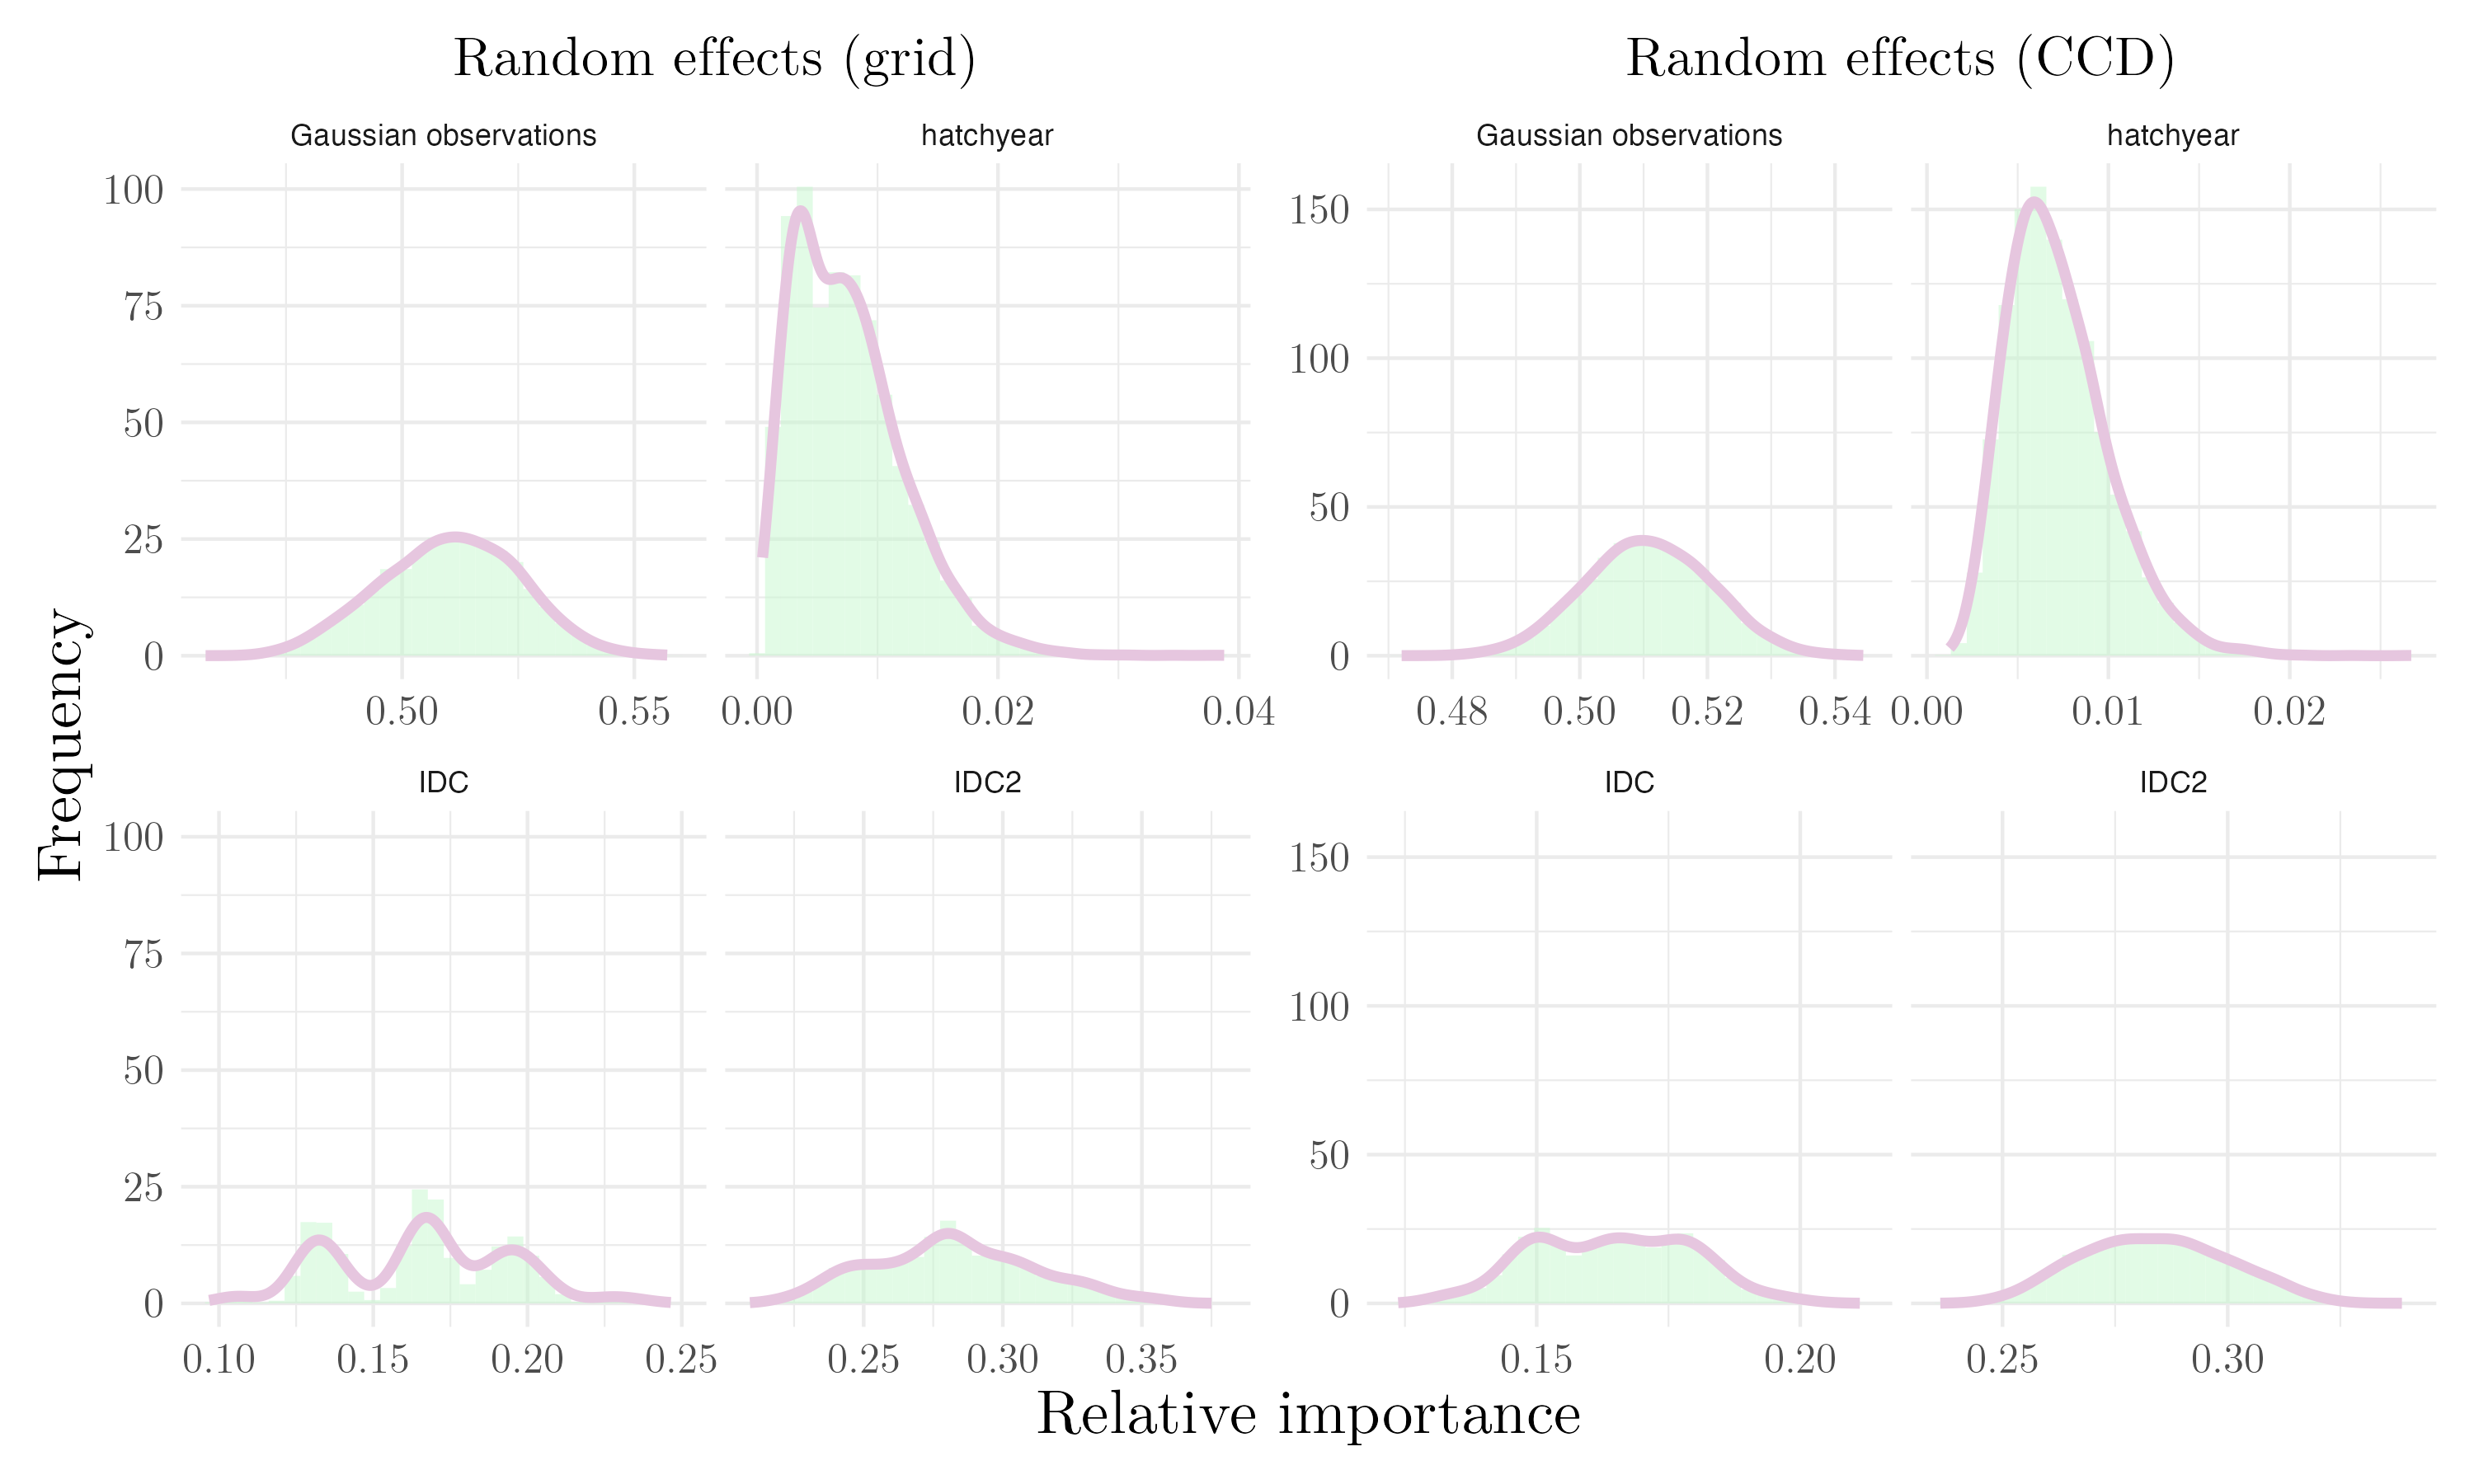 Random effects (grid)
Random effects (CCD)
Gaussian observations
hatchyear
Gaussian observations
hatchyear
100
75
50
25
0
150
100
50
0
0.50 0.55
0.00 0.02 0.04
0.48 0.50 0.52 0.54
0.00 0.01 0.02
Frequency
IDC
IDC2
IDC
IDC2
100
75
50
25
0
150
100
50
0
0.10 0.15 0.20 0.25
0.25 0.30 0.35
0.15 0.20
0.25 0.30
Relative importance